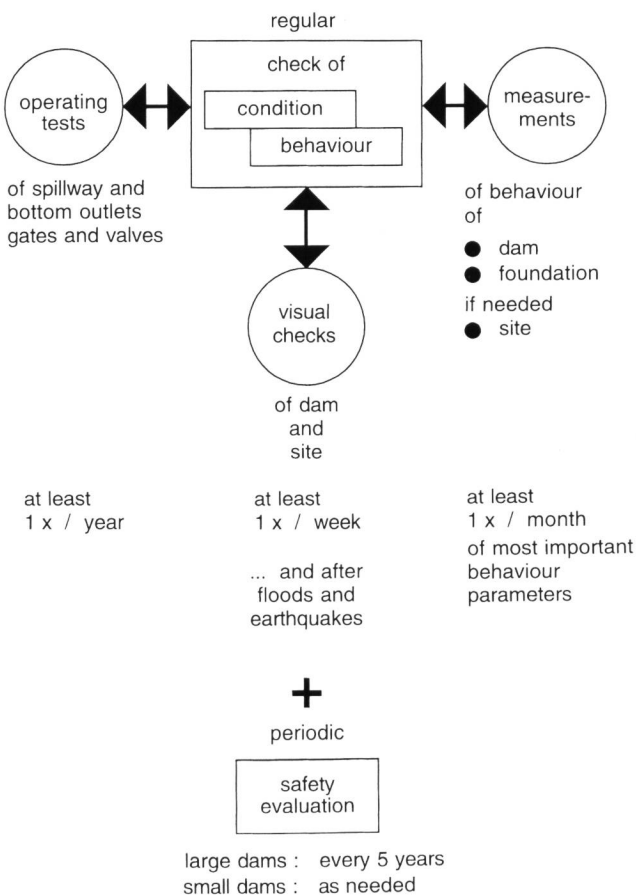 regular
check of
condition
behaviour
operating
tests
of spillway and
bottom outlets
gates and valves
measure-
ments
of behaviour
of
● dam
● foundation
if needed
● site
visual
checks
of dam
and
site
at least
1 x / year
at least
1 x / week
... and after
floods and
earthquakes
at least
1 x / month
of most important
behaviour
parameters
+
periodic
safety
evaluation
large dams : every 5 years
small dams : as needed